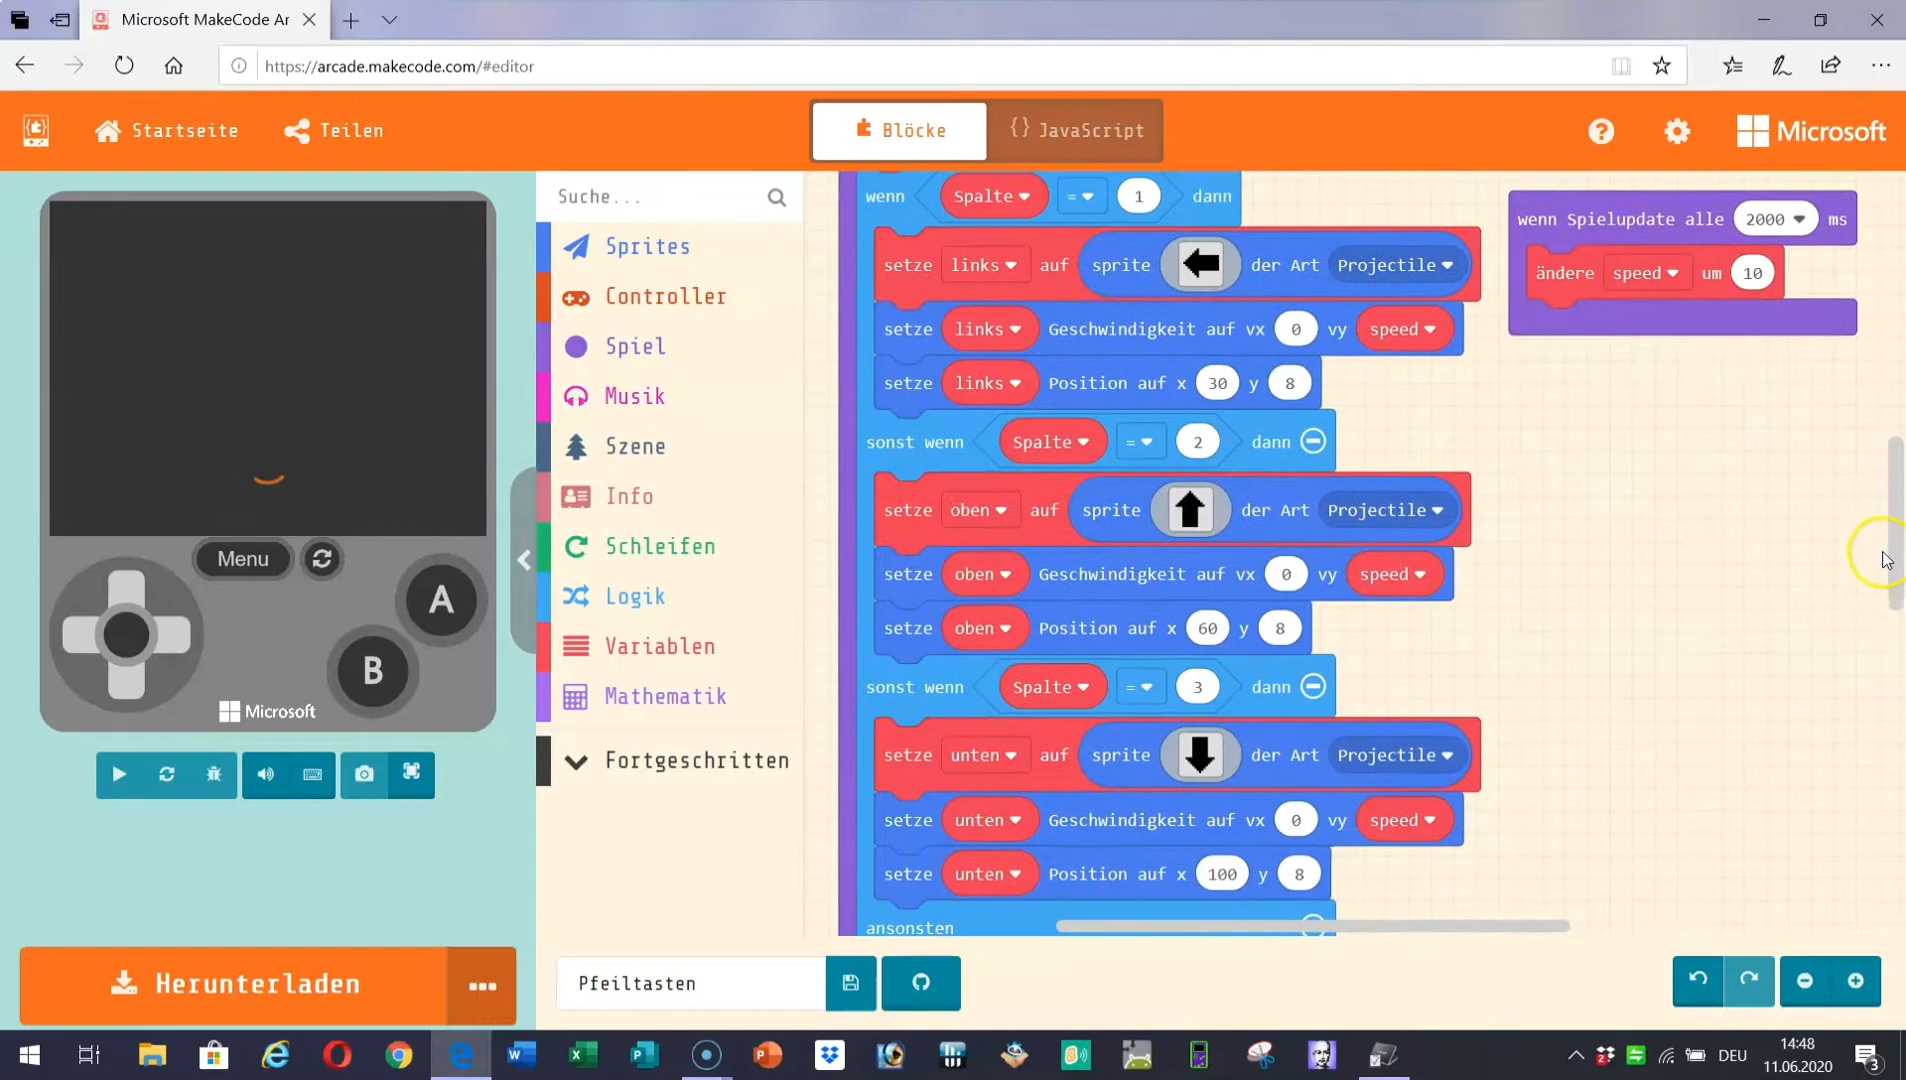 Microsoft MakeCode Ar
https://arcade.makecode.com/#editor
Startseite
Teilen
Blöcke
{} JavaScript
Microsoft
Suche...
Sprites
Controller
Spiel
Musik
Szene
Info
Schleifen
Logik
Variablen
Mathematik
Fortgeschritten
wenn Spalte = 1 dann
setze links auf sprite der Art Projectile
setze links Geschwindigkeit auf vx 0 vy speed
setze links Position auf x 30 y 8
sonst wenn Spalte = 2 dann
setze oben auf sprite der Art Projectile
setze oben Geschwindigkeit auf vx 0 vy speed
setze oben Position auf x 60 y 8
sonst wenn Spalte = 3 dann
setze unten auf sprite der Art Projectile
setze unten Geschwindigkeit auf vx 0 vy speed
setze unten Position auf x 100 y 8
ansonsten
wenn Spielupdate alle 2000 ms
ändere speed um 10
Menu
A
B
Microsoft
Herunterladen
Pfeiltasten
DEU
14:48
11.06.2020
3